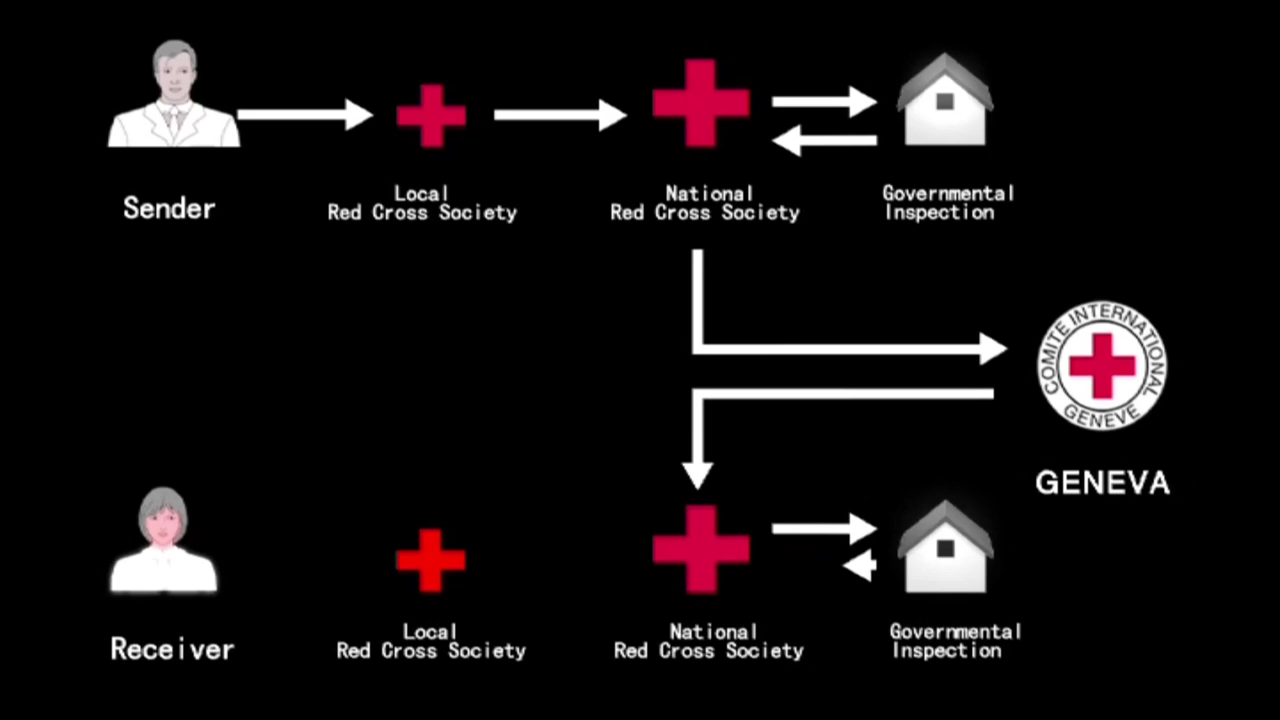 Sender
Local
Red Cross Society
National
Red Cross Society
Governmental
Inspection
COMITE INTERNATIONAL
GENEVE
GENEVA
Receiver
Local
Red Cross Society
National
Red Cross Society
Governmental
Inspection